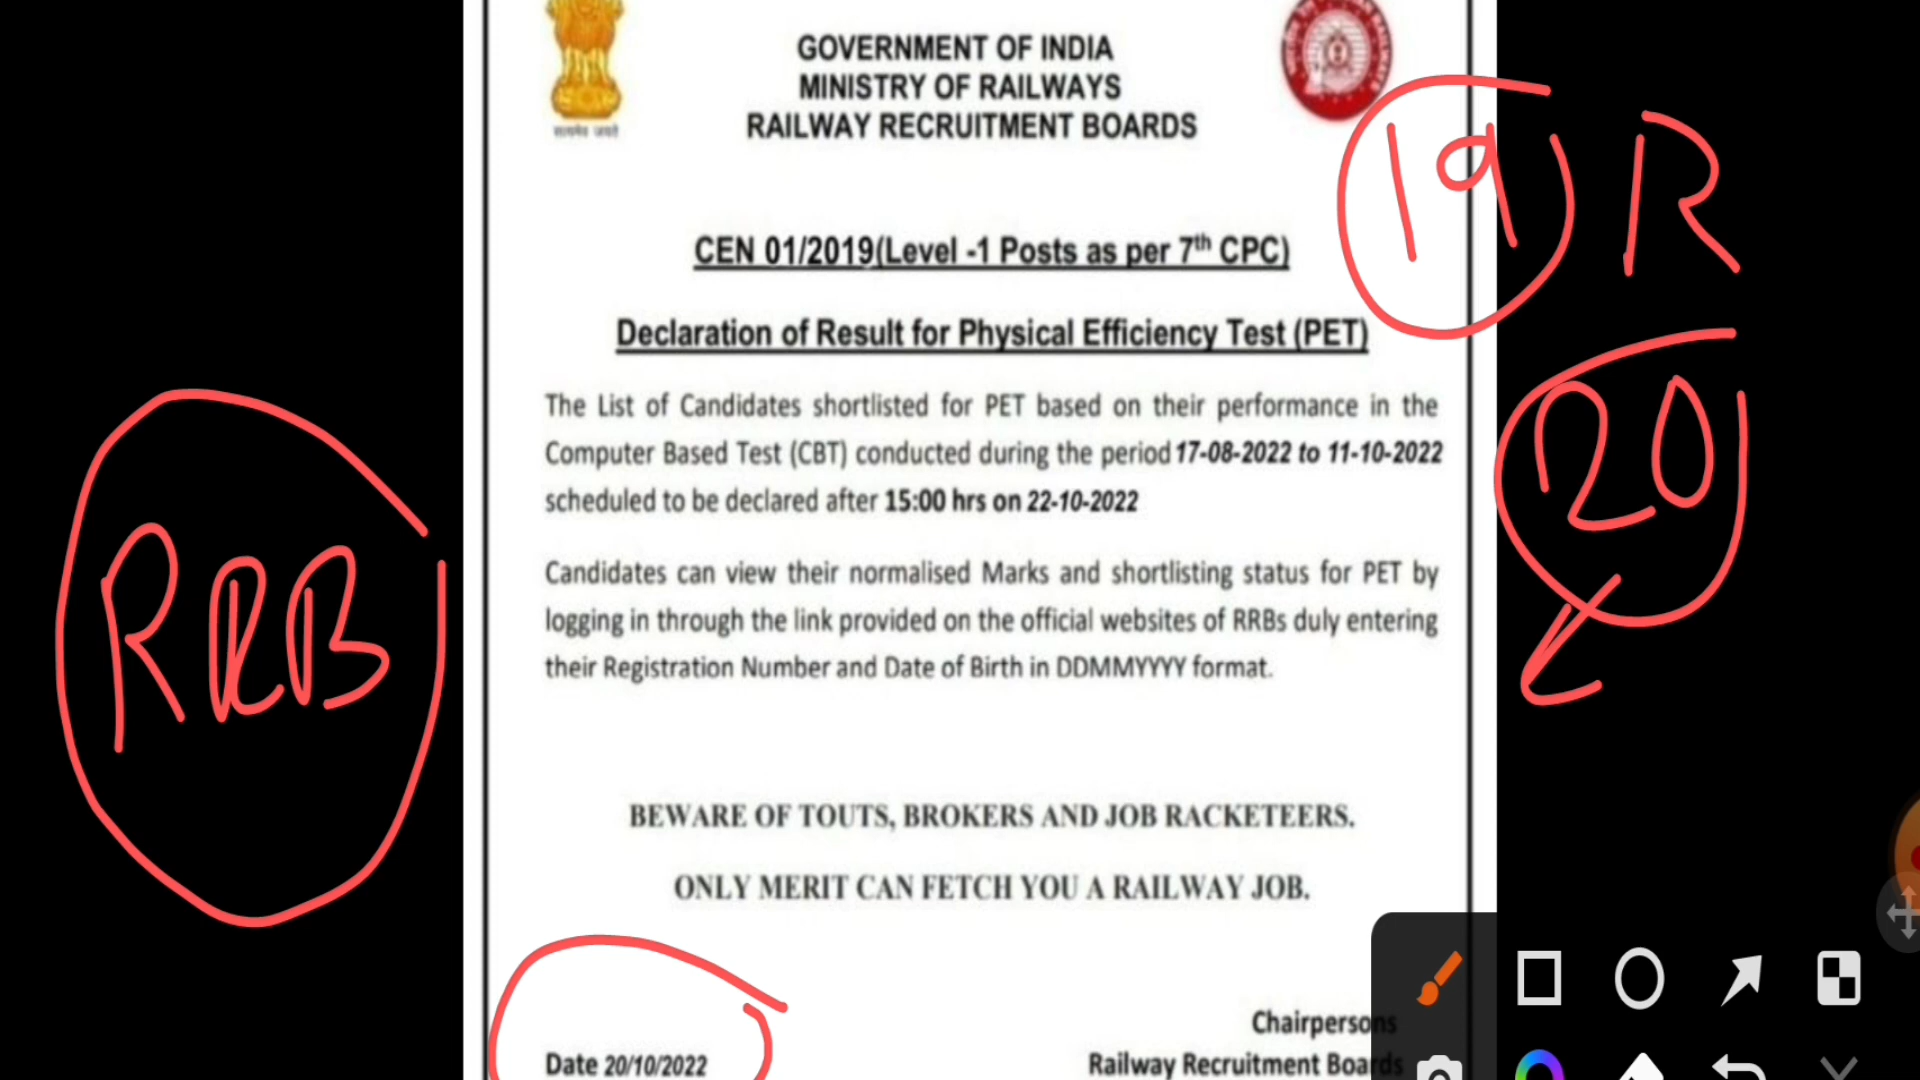 GOVERNMENT OF INDIA
MINISTRY OF RAILWAYS
RAILWAY RECRUITMENT BOARDS
सत्यमेव जयते
19 R
CEN 01/2019(Level -1 Posts as per 7th CPC)
Declaration of Result for Physical Efficiency Test (PET)
20
The List of Candidates shortlisted for PET based on their performance in the
Computer Based Test (CBT) conducted during the period 17-08-2022 to 11-10-2022
scheduled to be declared after 15:00 hrs on 22-10-2022
RRB
Candidates can view their normalised Marks and shortlisting status for PET by
logging in through the link provided on the official websites of RRBs duly entering
their Registration Number and Date of Birth in DDMMYYYY format.
BEWARE OF TOUTS, BROKERS AND JOB RACKETEERS.
ONLY MERIT CAN FETCH YOU A RAILWAY JOB.
Chairpersons
Date 20/10/2022
Railway Recruitment Boards